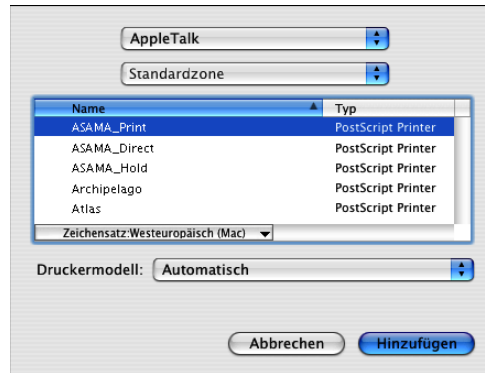 AppleTalk
Standardzone
Name Typ
ASAMA_Print PostScript Printer
ASAMA_Direct PostScript Printer
ASAMA_Hold PostScript Printer
Archipelago PostScript Printer
Atlas PostScript Printer
Zeichensatz:Westeuropäisch (Mac)
Druckermodell: Automatisch
Abbrechen Hinzufügen